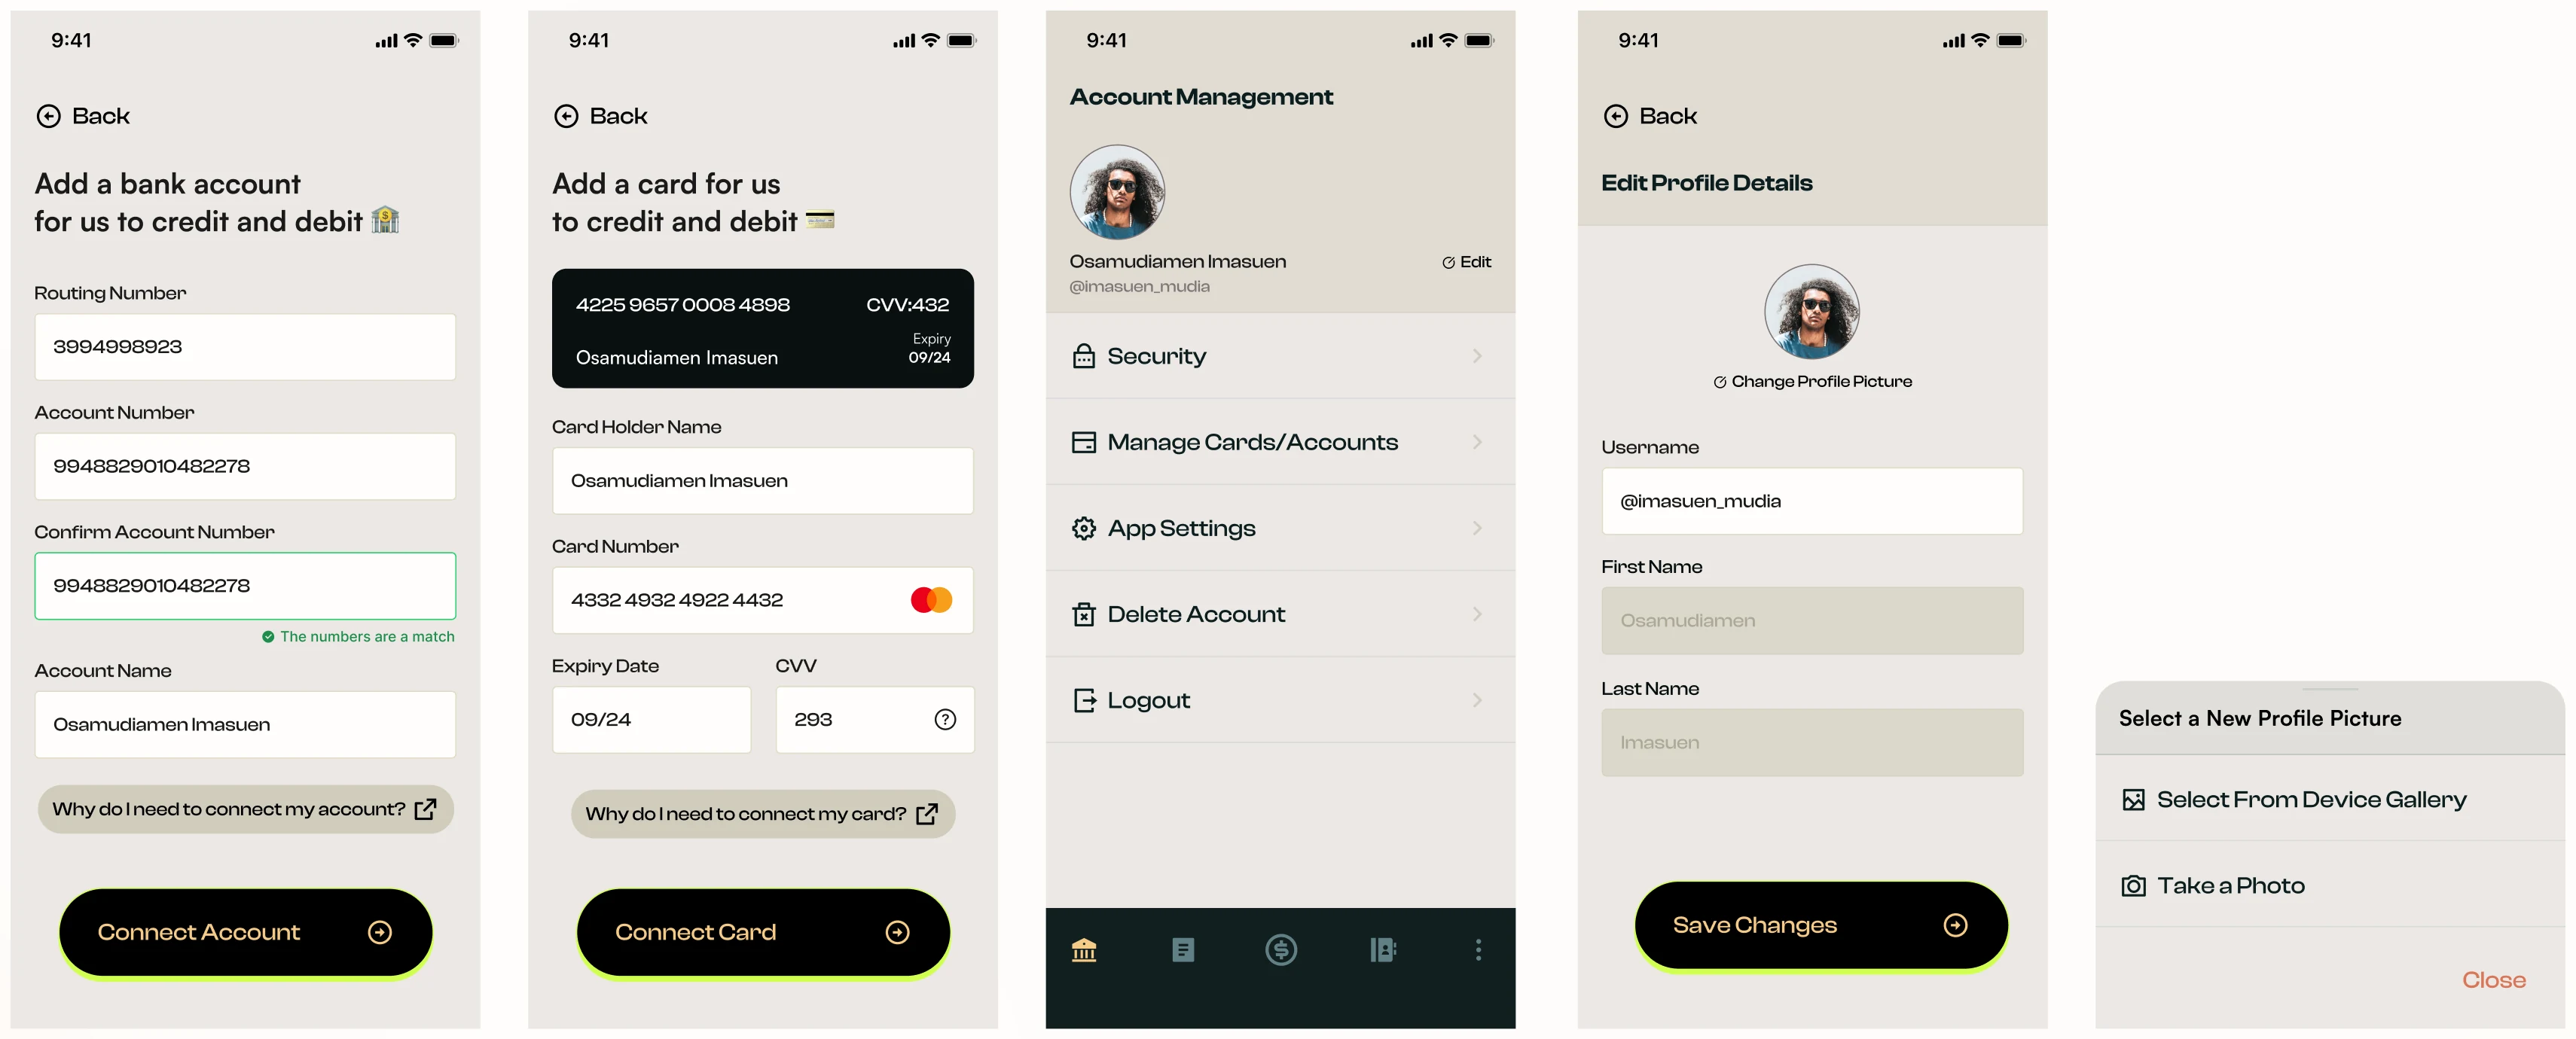 9:41
Back
Add a bank account
for us to credit and debit
Routing Number
3994998923
Account Number
9948829010482278
Confirm Account Number
9948829010482278
The numbers are a match
Account Name
Osamudiamen Imasuen
Why do I need to connect my account?
Connect Account
9:41
Back
Add a card for us
to credit and debit
4225 9657 0008 4898
CVV:432
Osamudiamen Imasuen
Expiry
09/24
Card Holder Name
Osamudiamen Imasuen
Card Number
4332 4932 4922 4432
Expiry Date
CVV
09/24
293
Why do I need to connect my card?
Connect Card
9:41
Account Management
Osamudiamen Imasuen
Edit
@imasuen_mudia
Security
Manage Cards/Accounts
App Settings
Delete Account
Logout
9:41
Back
Edit Profile Details
Change Profile Picture
Username
@imasuen_mudia
First Name
Osamudiamen
Last Name
Imasuen
Save Changes
Select a New Profile Picture
Select From Device Gallery
Take a Photo
Close